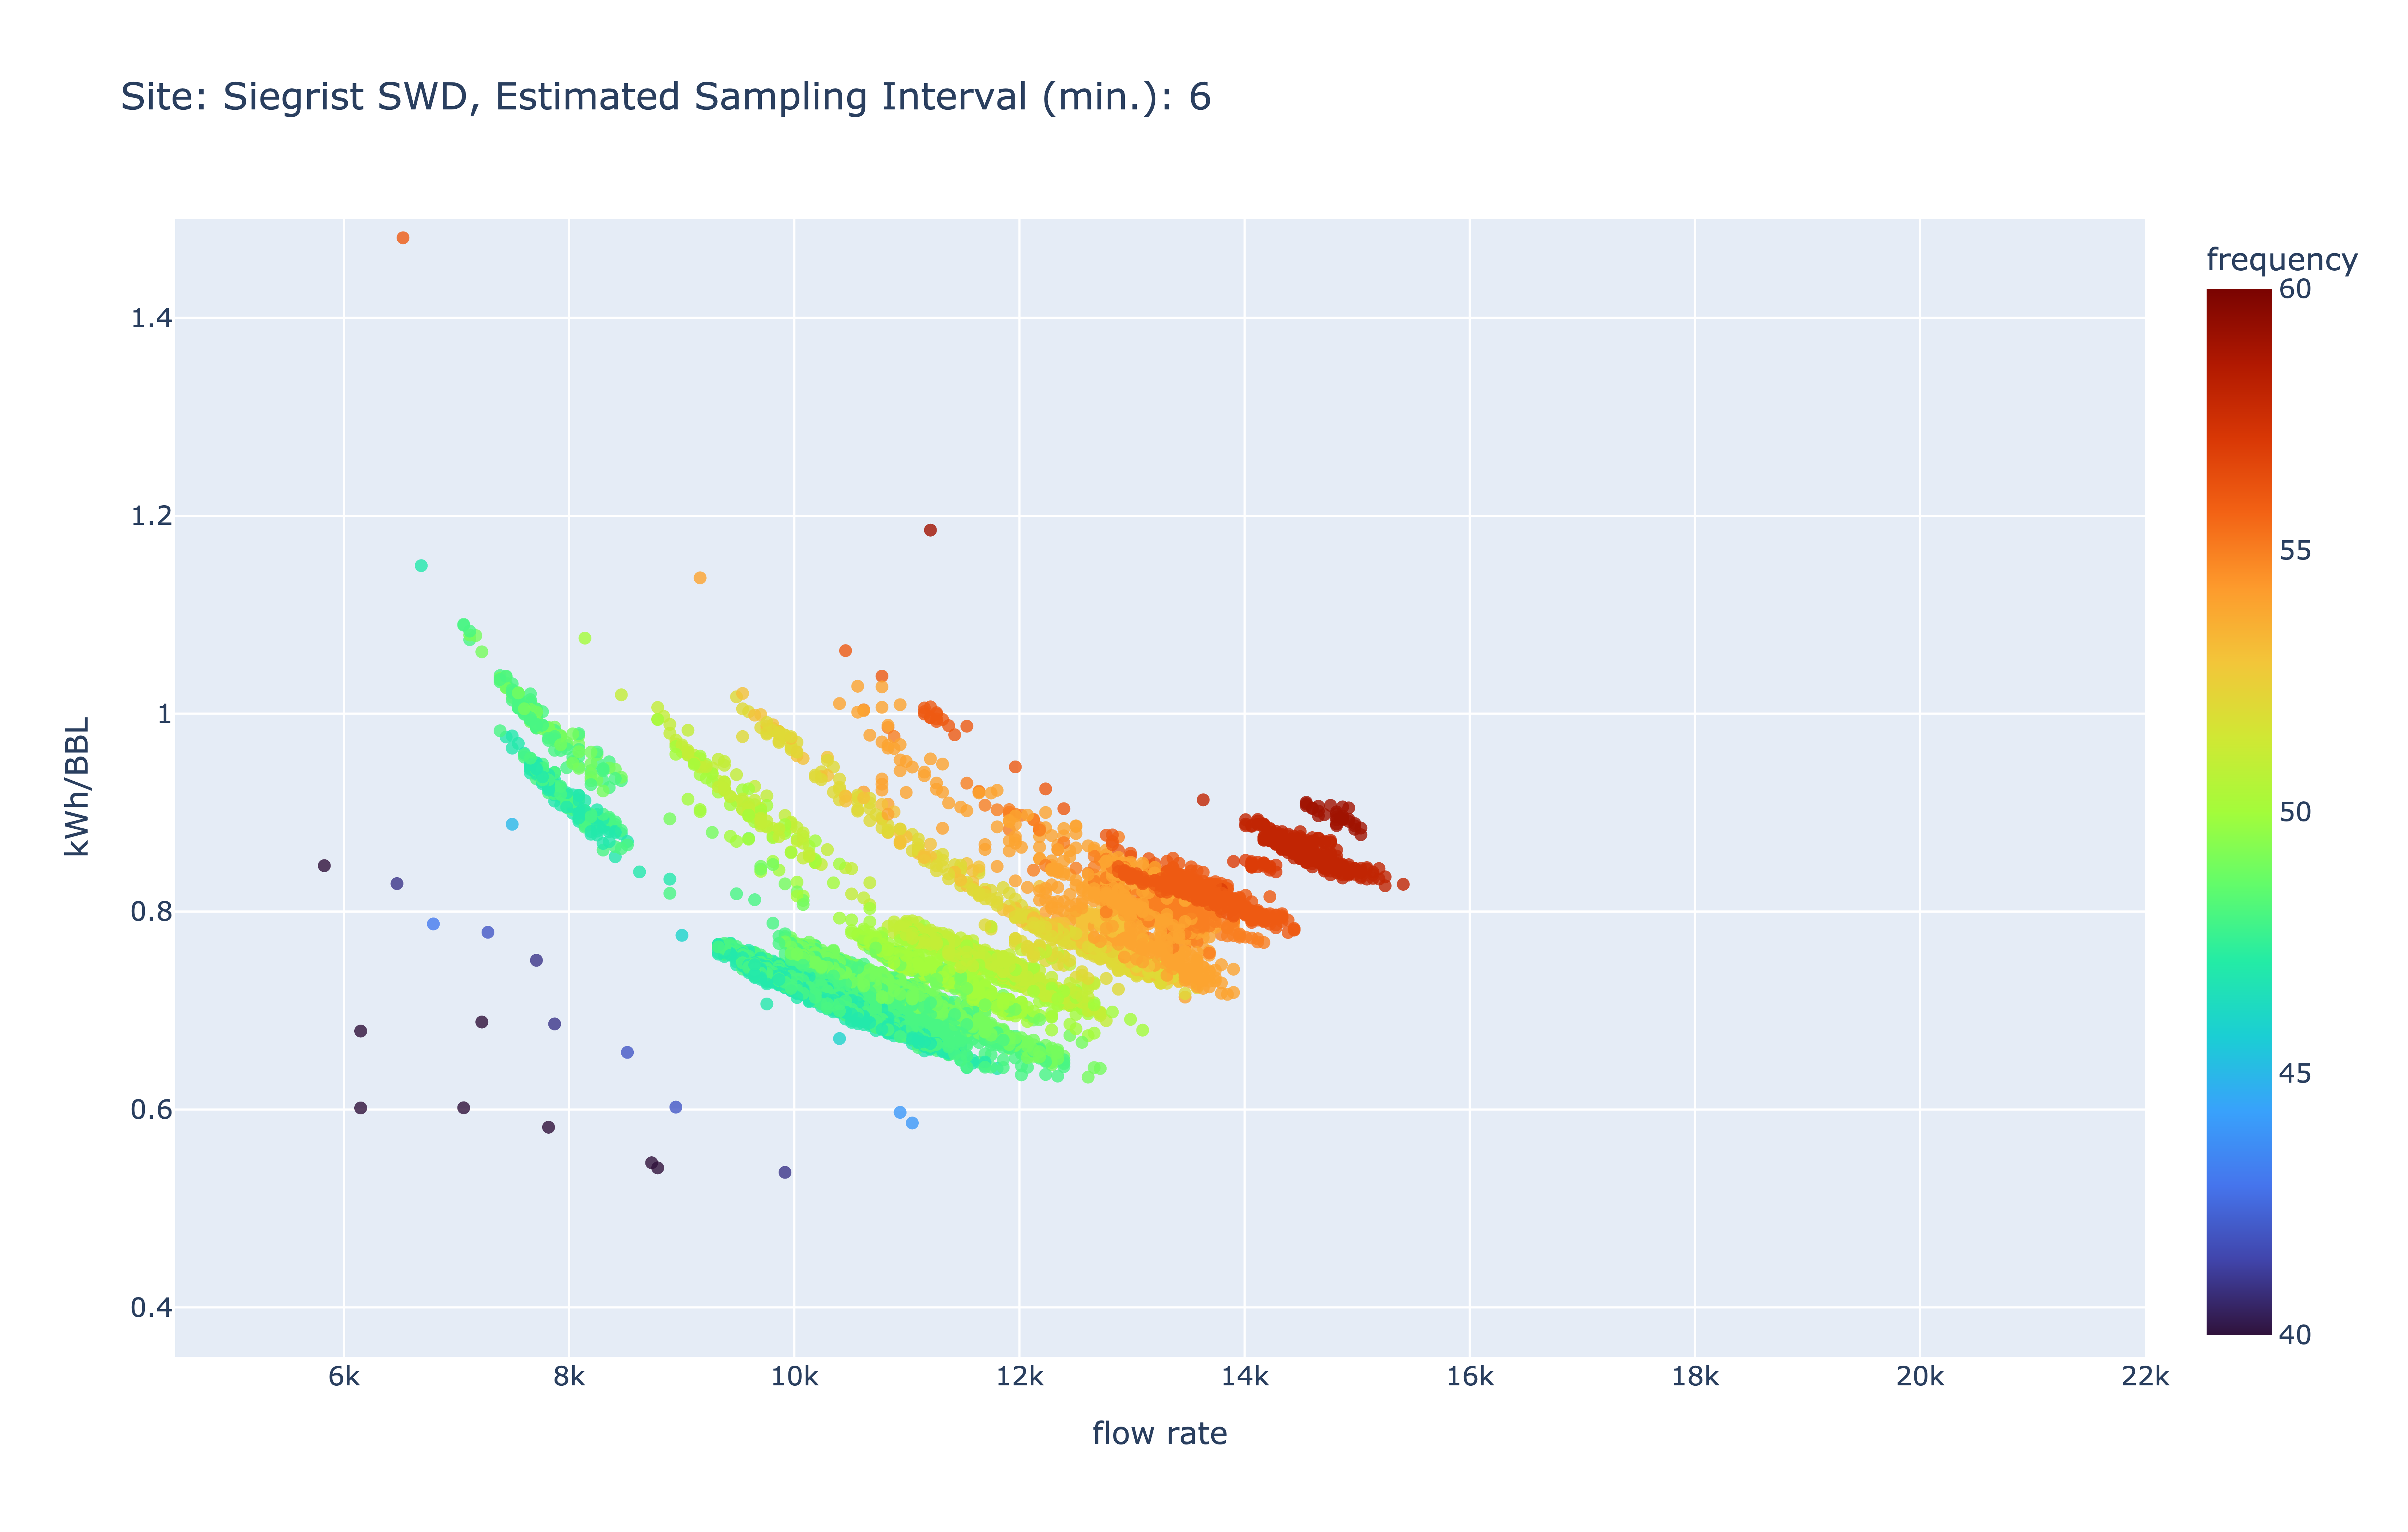 Site: Siegrist SWD, Estimated Sampling Interval (min.): 6
frequency
60
55
50
45
40
1.4
1.2
1
0.8
0.6
0.4
kWh/BBL
6k 8k 10k 12k 14k 16k 18k 20k 22k
flow rate